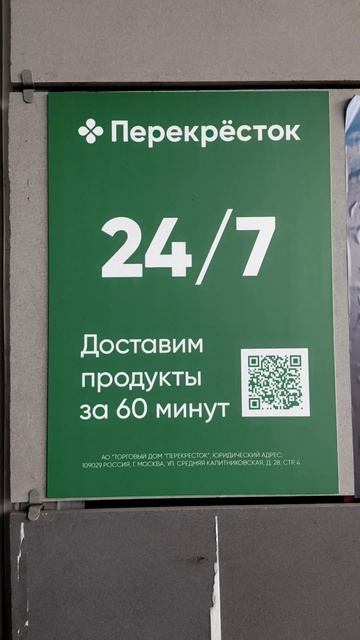 Перекрёсток
24/7
Доставим
продукты
за 60 минут
АО "ТОРГОВЫЙ ДОМ "ПЕРЕКРЕСТОК", ЮРИДИЧЕСКИЙ АДРЕС:
109029 РОССИЯ, Г. МОСКВА, УЛ. СРЕДНЯЯ КАЛИТНИКОВСКАЯ, Д. 28, СТР. 4